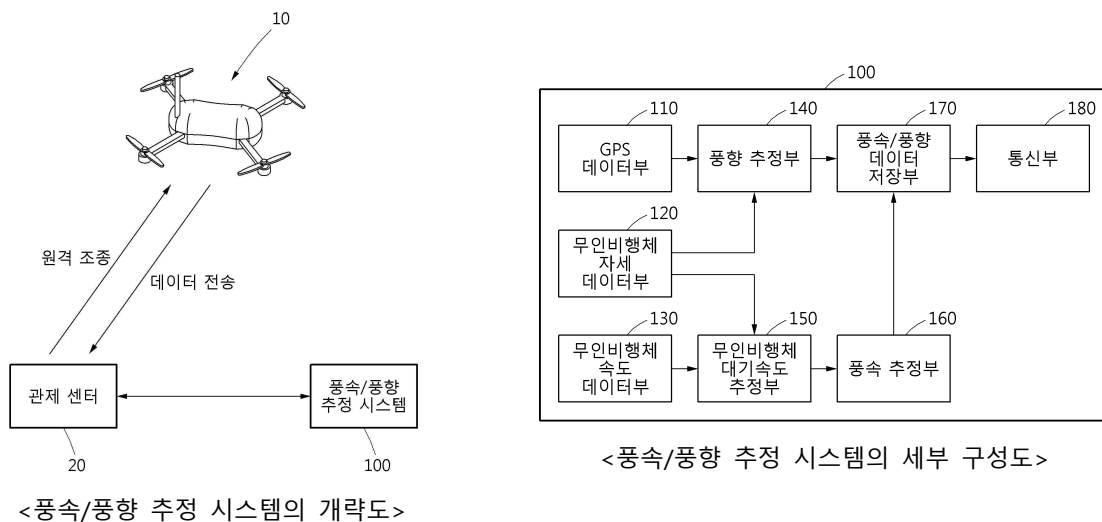 10
원격 조종
데이터 전송
관제 센터
풍속/풍향
추정 시스템
20
100
<풍속/풍향 추정 시스템의 개략도>
100
110
140
170
180
GPS
데이터부
풍향 추정부
풍속/풍향
데이터
저장부
통신부
120
무인비행체
자세
데이터부
130
150
160
무인비행체
속도
데이터부
무인비행체
대기속도
추정부
풍속 추정부
<풍속/풍향 추정 시스템의 세부 구성도>